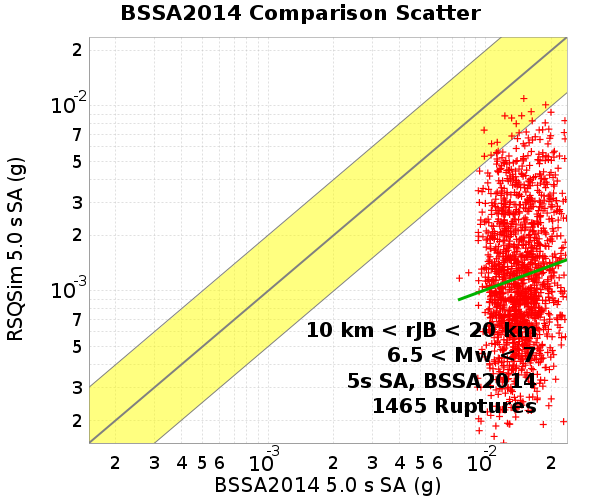 BSSA2014 Comparison Scatter
RSQSim 5.0 s SA (g)
2
10-2
7
5
3
2
10-3
7
5
3
2
10 km < rJB < 20 km
6.5 < Mw < 7
5s SA, BSSA2014
1465 Ruptures
2 3 4 5 6 10-3 2 3 4 5 6 10-2 2
BSSA2014 5.0 s SA (g)